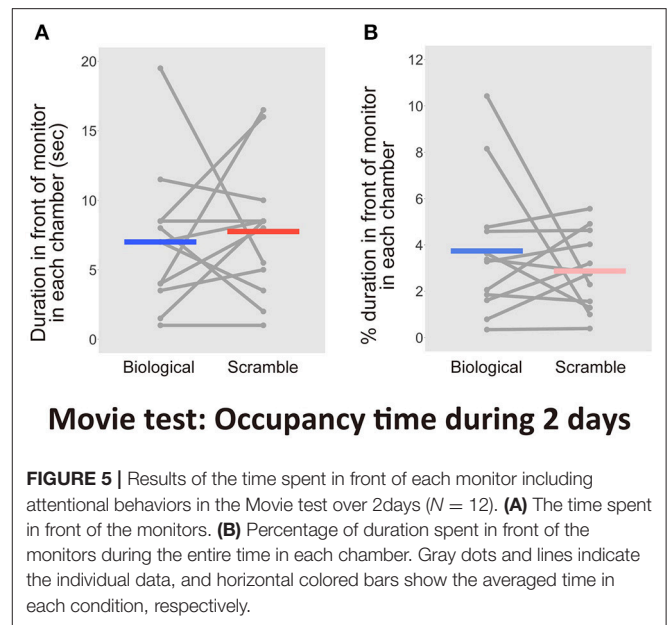 A
B
Duration in front of monitor
in each chamber (sec)
20
15
10
5
0
Biological
Scramble
% duration in front of monitor
in each chamber
12
10
8
6
4
2
0
Biological
Scramble
Movie test: Occupancy time during 2 days
FIGURE 5 | Results of the time spent in front of each monitor including
attentional behaviors in the Movie test over 2days (N = 12). (A) The time spent
in front of the monitors. (B) Percentage of duration spent in front of the
monitors during the entire time in each chamber. Gray dots and lines indicate
the individual data, and horizontal colored bars show the averaged time in
each condition, respectively.